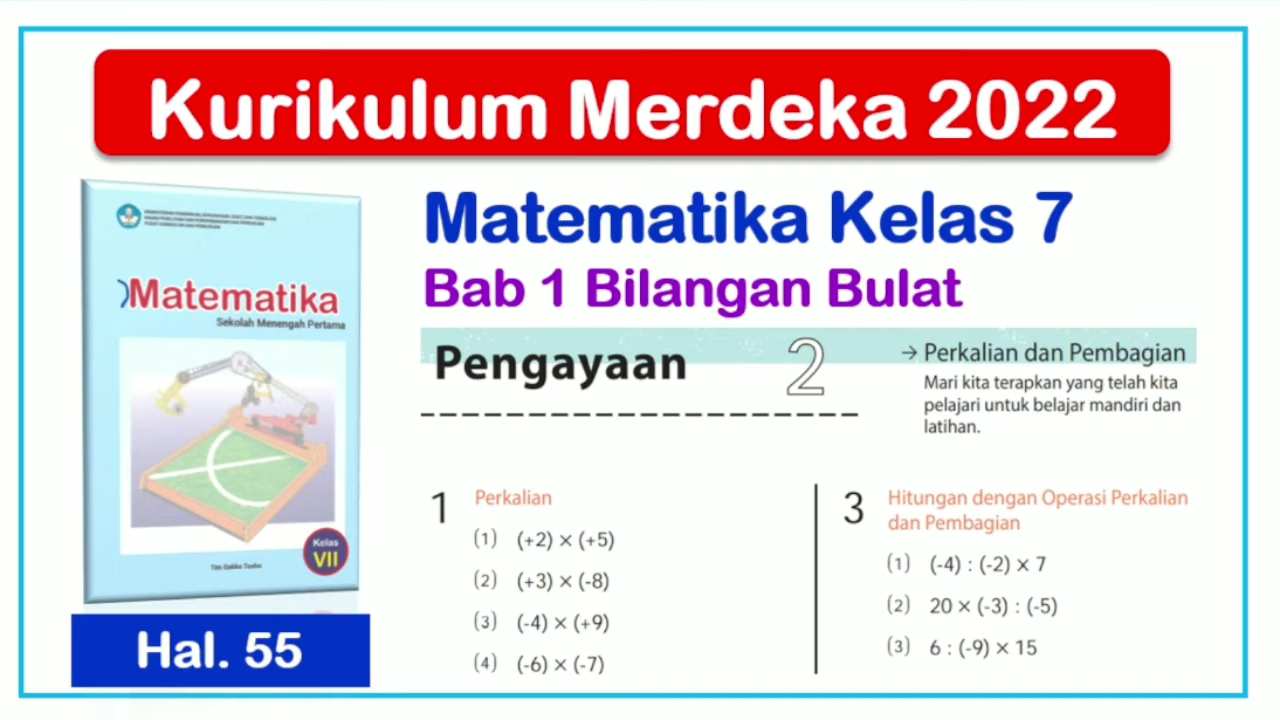 Kurikulum Merdeka 2022
Matematika
Sekolah Menengah Pertama
Kelas
VII
Tim Gakko Tosho
Hal. 55
Matematika Kelas 7
Bab 1 Bilangan Bulat
Pengayaan 2
→ Perkalian dan Pembagian
Mari kita terapkan yang telah kita
pelajari untuk belajar mandiri dan
latihan.
1 Perkalian
(1) (+2) × (+5)
(2) (+3) × (-8)
(3) (-4) × (+9)
(4) (-6) × (-7)
3 Hitungan dengan Operasi Perkalian
dan Pembagian
(1) (-4) : (-2) × 7
(2) 20 × (-3) : (-5)
(3) 6 : (-9) × 15